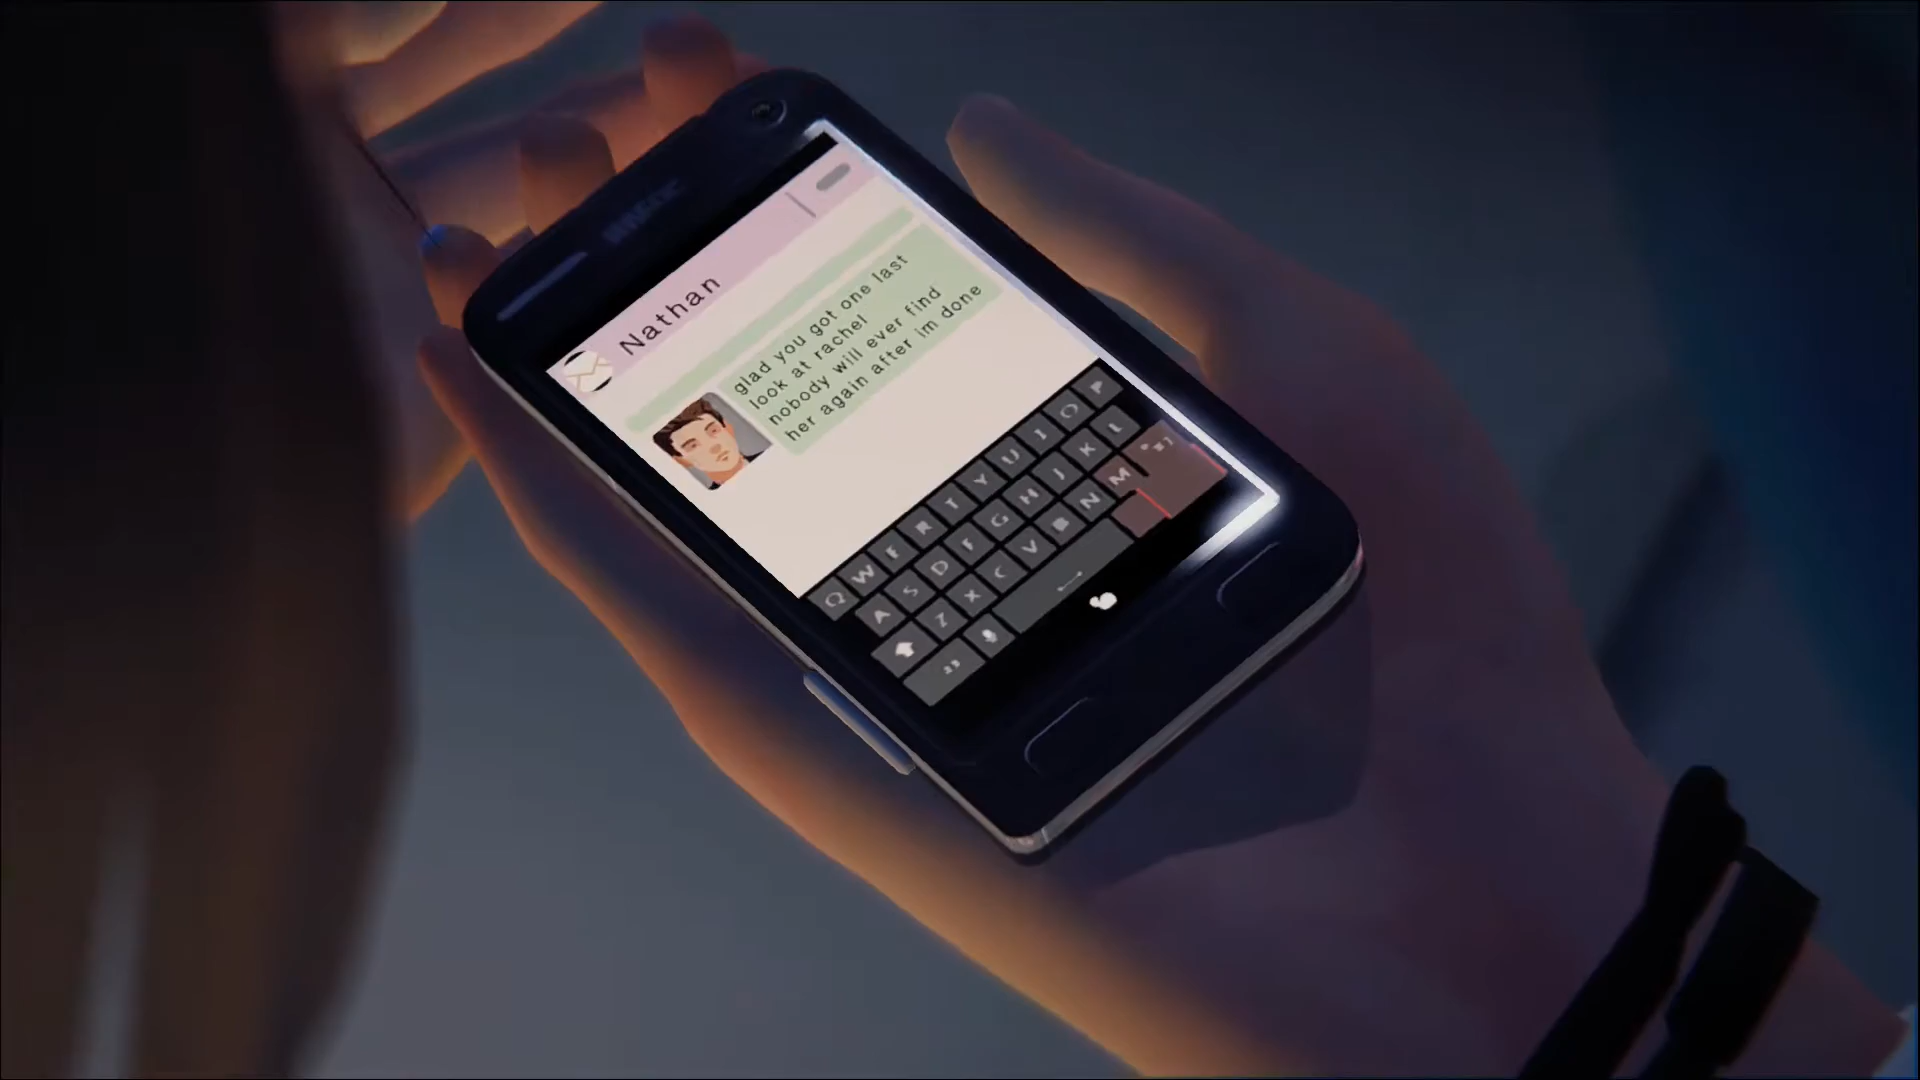 Nathan
glad you got one last
look at rachel
nobody will ever find
her again after im done
Q W E R T Y U I O P
A S D F G H J K L
Z X C V B N M